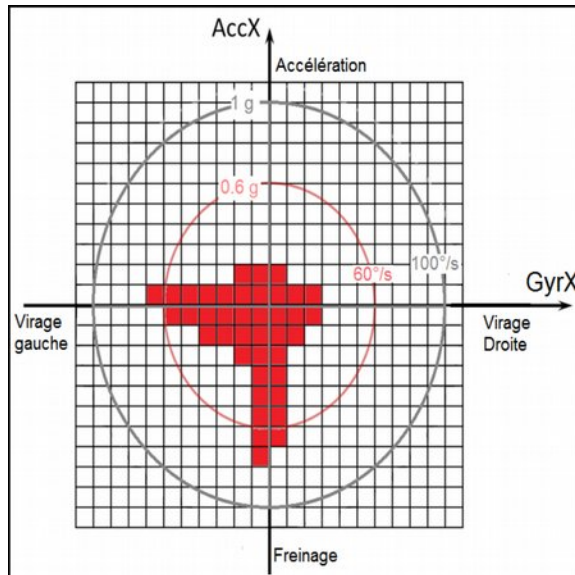 AccX
Accélération
1 g
0.6 g
100°/s
60°/s
GyrX
Virage
gauche
Virage
Droite
Freinage